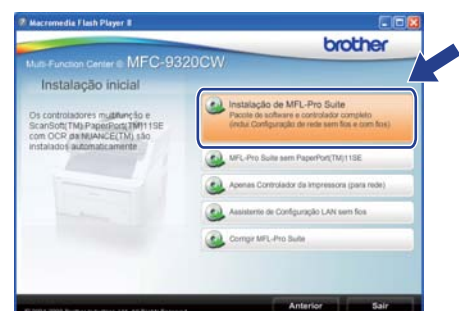 Macromedia Flash Player 8
brother
Multi-Function Center® MFC-9320CW
Instalação inicial
Os controladores multifunção e
ScanSoft(TM) PaperPort(TM)11SE
com OCR da NUANCE(TM) são
instalados automaticamente
Instalação de MFL-Pro Suite
Pacote de software e controlador completo
(inclui Configuração de rede sem fios e com fios)
MFL-Pro Suite sem PaperPort(TM)11SE
Apenas Controlador da Impressora (para rede)
Assistente de Configuração LAN sem fios
Corrigir MFL-Pro Suite
Anterior
Sair